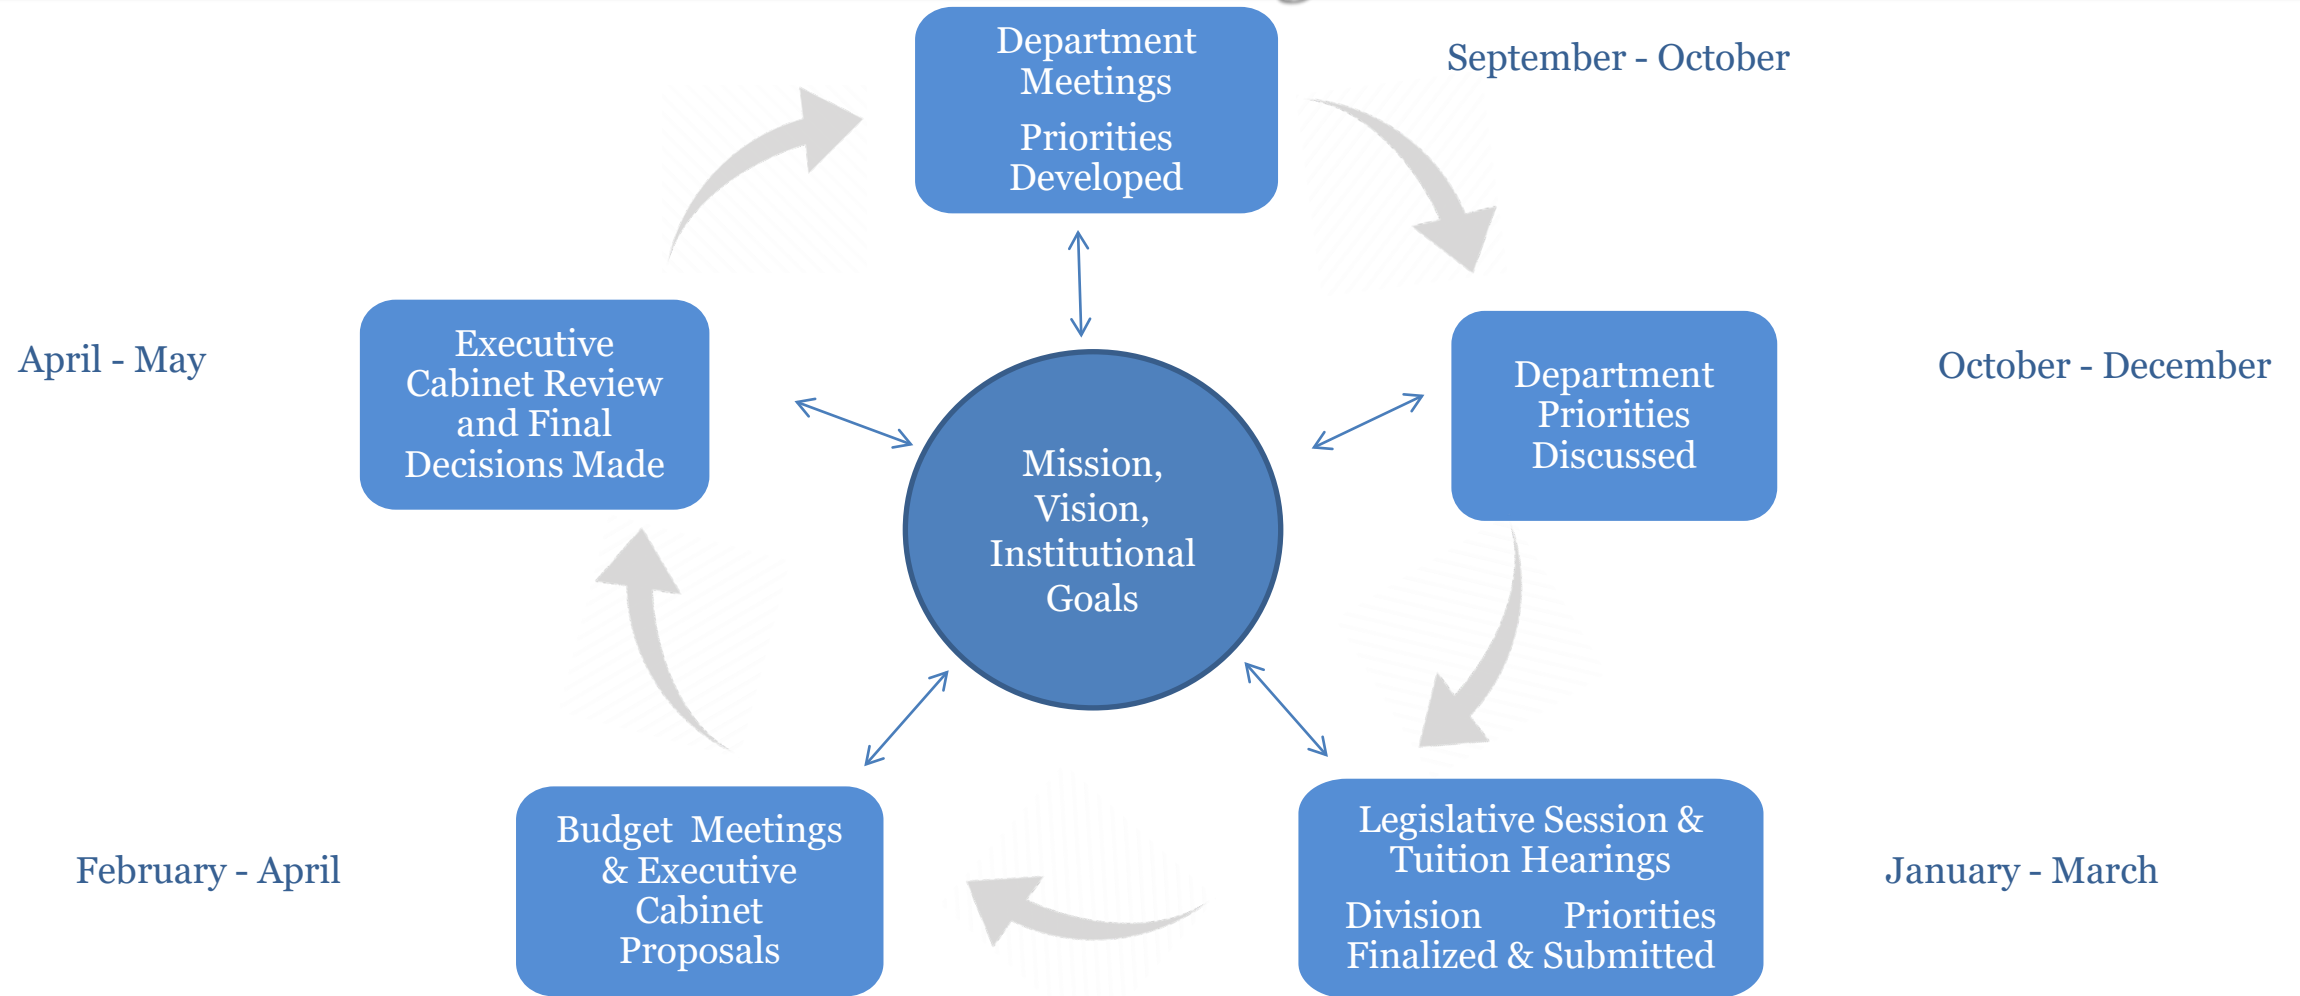 Department
Meetings
Priorities
Developed
September - October
Department
Priorities
Discussed
October - December
Legislative Session &
Tuition Hearings
Division Priorities
Finalized & Submitted
January - March
Budget Meetings
& Executive
Cabinet
Proposals
February - April
Executive
Cabinet Review
and Final
Decisions Made
April - May
Mission,
Vision,
Institutional
Goals